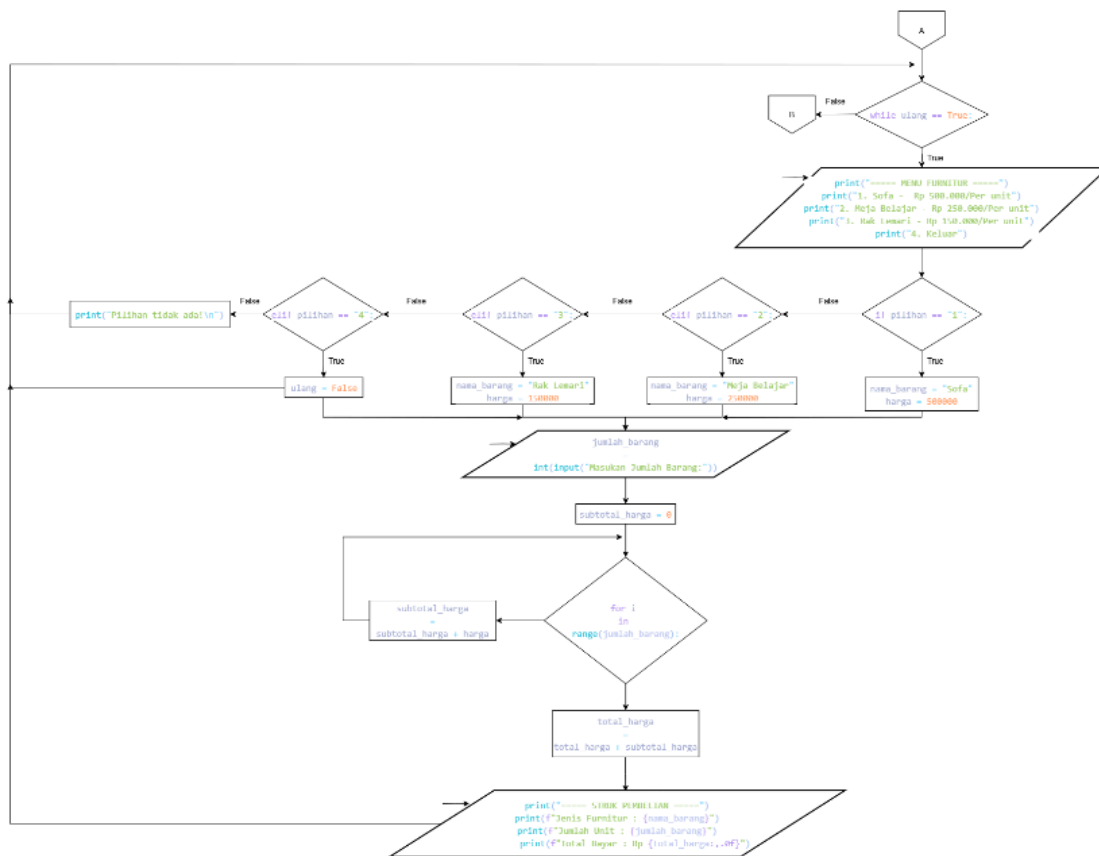 A
while ulang == True:
False
B
True
print("===== MENU FURNITUR =====")
print("1. Sofa - Rp 500.000/Per unit")
print("2. Meja Belajar - Rp 250.000/Per unit")
print("3. Rak Lemari - Rp 150.000/Per unit")
print("4. Keluar")
print("Pilihan tidak ada!\n")
False
elif pilihan == "4":
False
elif pilihan == "3":
False
elif pilihan == "2":
False
if pilihan == "1":
True
True
True
True
ulang = False
nama_barang = "Rak Lemari"
harga = 150000
nama_barang = "Meja Belajar"
harga = 250000
nama_barang = "Sofa"
harga = 500000
jumlah_barang
=
int(input("Masukan Jumlah Barang:"))
subtotal_harga = 0
subtotal_harga
=
subtotal_harga + harga
for i
in
range(jumlah_barang):
total_harga
=
total_harga + subtotal_harga
print("===== STRUK PEMBELIAN =====")
print(f"Jenis Furnitur : {nama_barang}")
print(f"Jumlah Unit : {jumlah_barang}")
print(f"Total Bayar : Rp {total_harga:,.0f}")